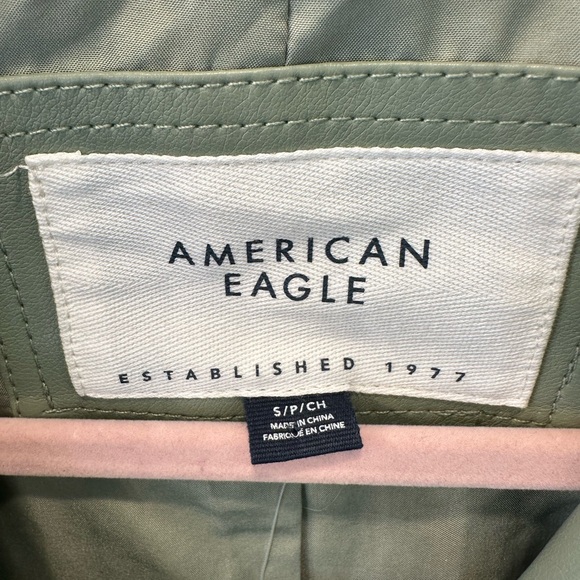 AMERICAN
EAGLE
ESTABLISHED 1977
S/P/CH
MADE IN CHINA
FABRIQUÉ EN CHINE